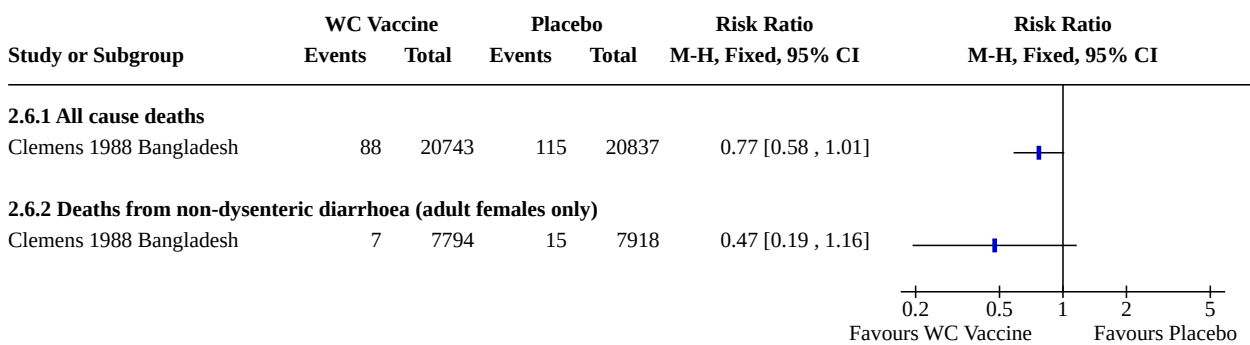 WC Vaccine Placebo Risk Ratio Risk Ratio
Study or Subgroup Events Total Events Total M-H, Fixed, 95% CI M-H, Fixed, 95% CI
2.6.1 All cause deaths
Clemens 1988 Bangladesh 88 20743 115 20837 0.77 [0.58 , 1.01]
2.6.2 Deaths from non-dysenteric diarrhoea (adult females only)
Clemens 1988 Bangladesh 7 7794 15 7918 0.47 [0.19 , 1.16]
0.2 0.5 1 2 5
Favours WC Vaccine Favours Placebo